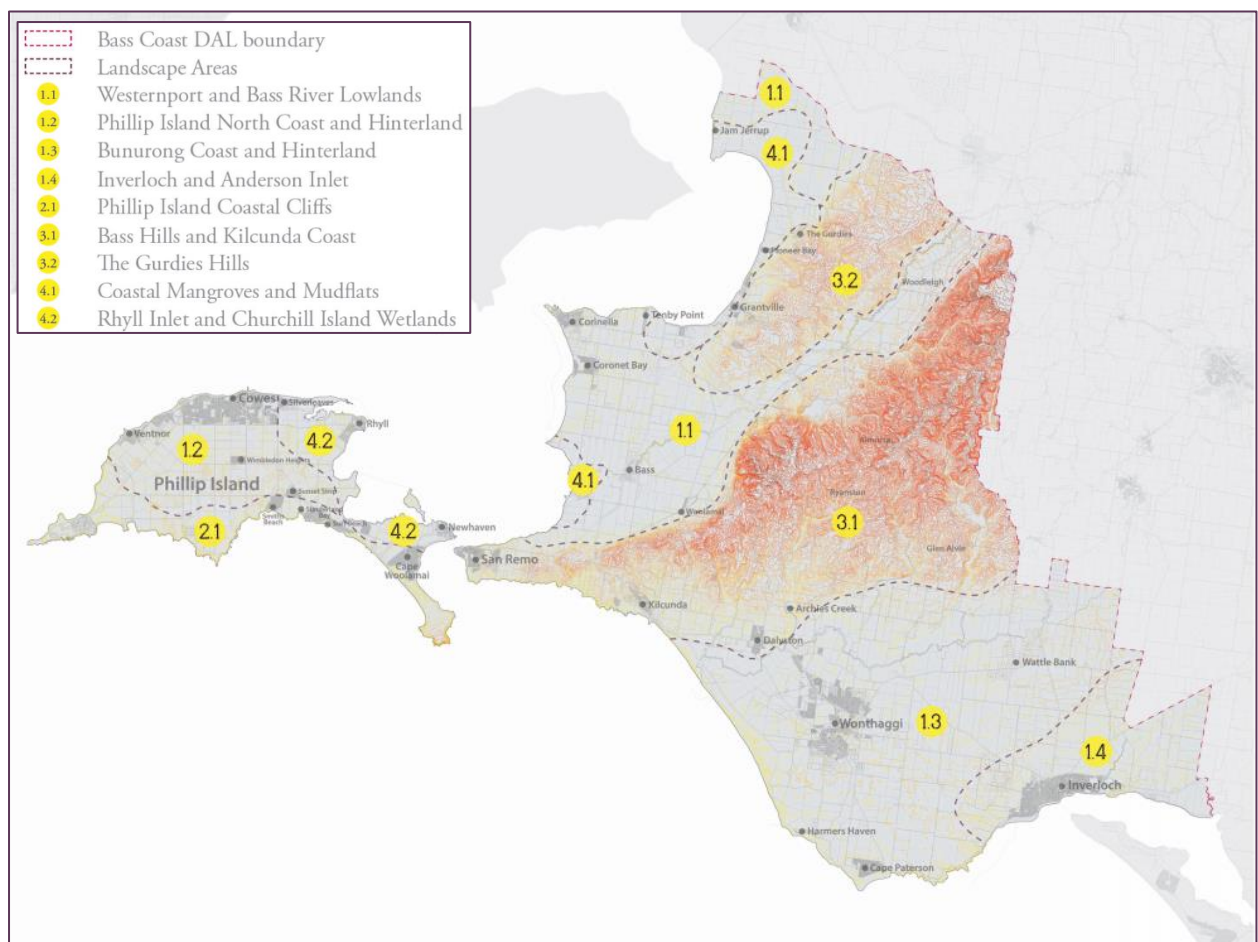 Bass Coast DAL boundary
Landscape Areas
1.1 Westernport and Bass River Lowlands
1.2 Phillip Island North Coast and Hinterland
1.3 Bunurong Coast and Hinterland
1.4 Inverloch and Anderson Inlet
2.1 Phillip Island Coastal Cliffs
3.1 Bass Hills and Kilcunda Coast
3.2 The Gurdies Hills
4.1 Coastal Mangroves and Mudflats
4.2 Rhyll Inlet and Churchill Island Wetlands
1.1
Jam Jerrup
4.1
The Gurdies
Pioneer Bay
3.2
Woodleigh
Grantville
Tenby Point
Corinella
Coronet Bay
Cowes
Silverleaves
Rhyll
Ventnor
1.2
4.2
1.1
Wimbledon Heights
Bass
Phillip Island
4.1
Sunset Strip
Woolamai
Ryanston
Smiths
Beach
Surf Beach
2.1
4.2
Newhaven
3.1
Glen Alvie
San Remo
Cape
Woolamai
Kilcunda
Archies Creek
Dalyston
Wattle Bank
Wonthaggi
1.3
1.4
Inverloch
Harmers Haven
Cape Paterson